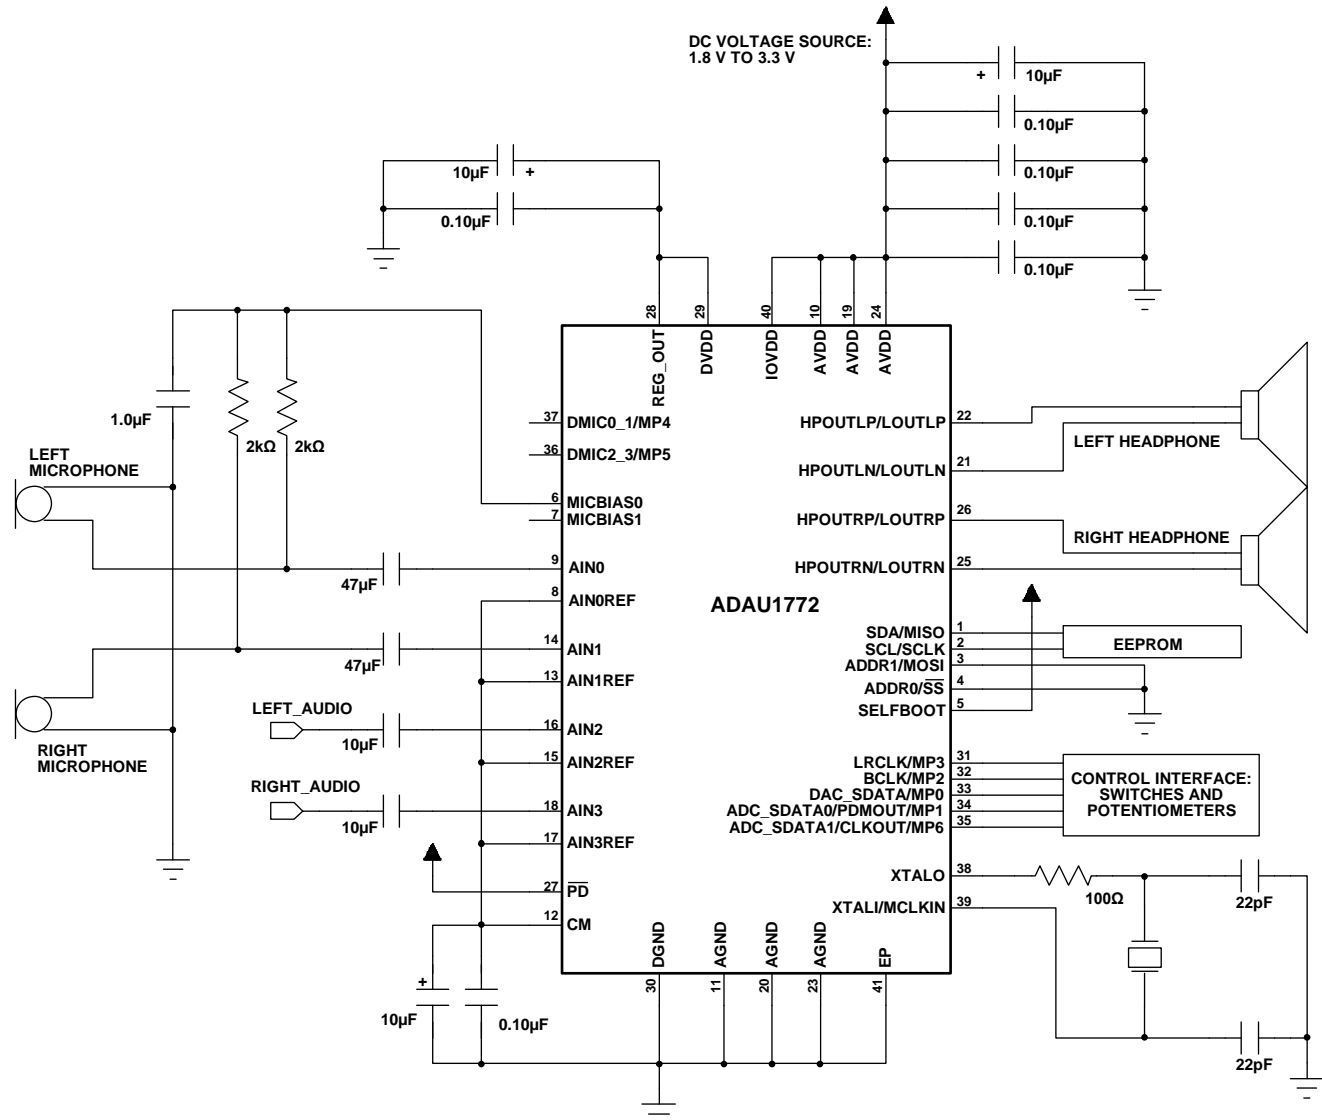 DC VOLTAGE SOURCE:
1.8 V TO 3.3 V
+
10µF
0.10µF
0.10µF
0.10µF
0.10µF
10µF
+
0.10µF
28
29
40
10
19
24
REG_OUT
DVDD
IOVDD
AVDD
AVDD
AVDD
1.0µF
2kΩ
2kΩ
LEFT
MICROPHONE
37
DMIC0_1/MP4
36
DMIC2_3/MP5
6
MICBIAS0
7
MICBIAS1
9
AIN0
47µF
8
AIN0REF
14
AIN1
47µF
13
AIN1REF
LEFT_AUDIO
16
AIN2
10µF
15
AIN2REF
RIGHT
MICROPHONE
RIGHT_AUDIO
18
AIN3
10µF
17
AIN3REF
27
PD
12
CM
+
10µF
0.10µF
ADAU1772
HPOUTLP/LOUTLP
22
LEFT HEADPHONE
HPOUTLN/LOUTLN
21
HPOUTRP/LOUTRP
26
RIGHT HEADPHONE
HPOUTRN/LOUTRN
25
SDA/MISO
1
SCL/SCLK
2
EEPROM
ADDR1/MOSI
3
ADDR0/SS
4
SELFBOOT
5
LRCLK/MP3
31
BCLK/MP2
32
DAC_SDATA/MP0
33
ADC_SDATA0/PDMOUT/MP1
34
ADC_SDATA1/CLKOUT/MP6
35
CONTROL INTERFACE:
SWITCHES AND
POTENTIOMETERS
XTALO
38
100Ω
22pF
XTALI/MCLKIN
39
22pF
DGND
AGND
AGND
AGND
EP
30
11
20
23
41